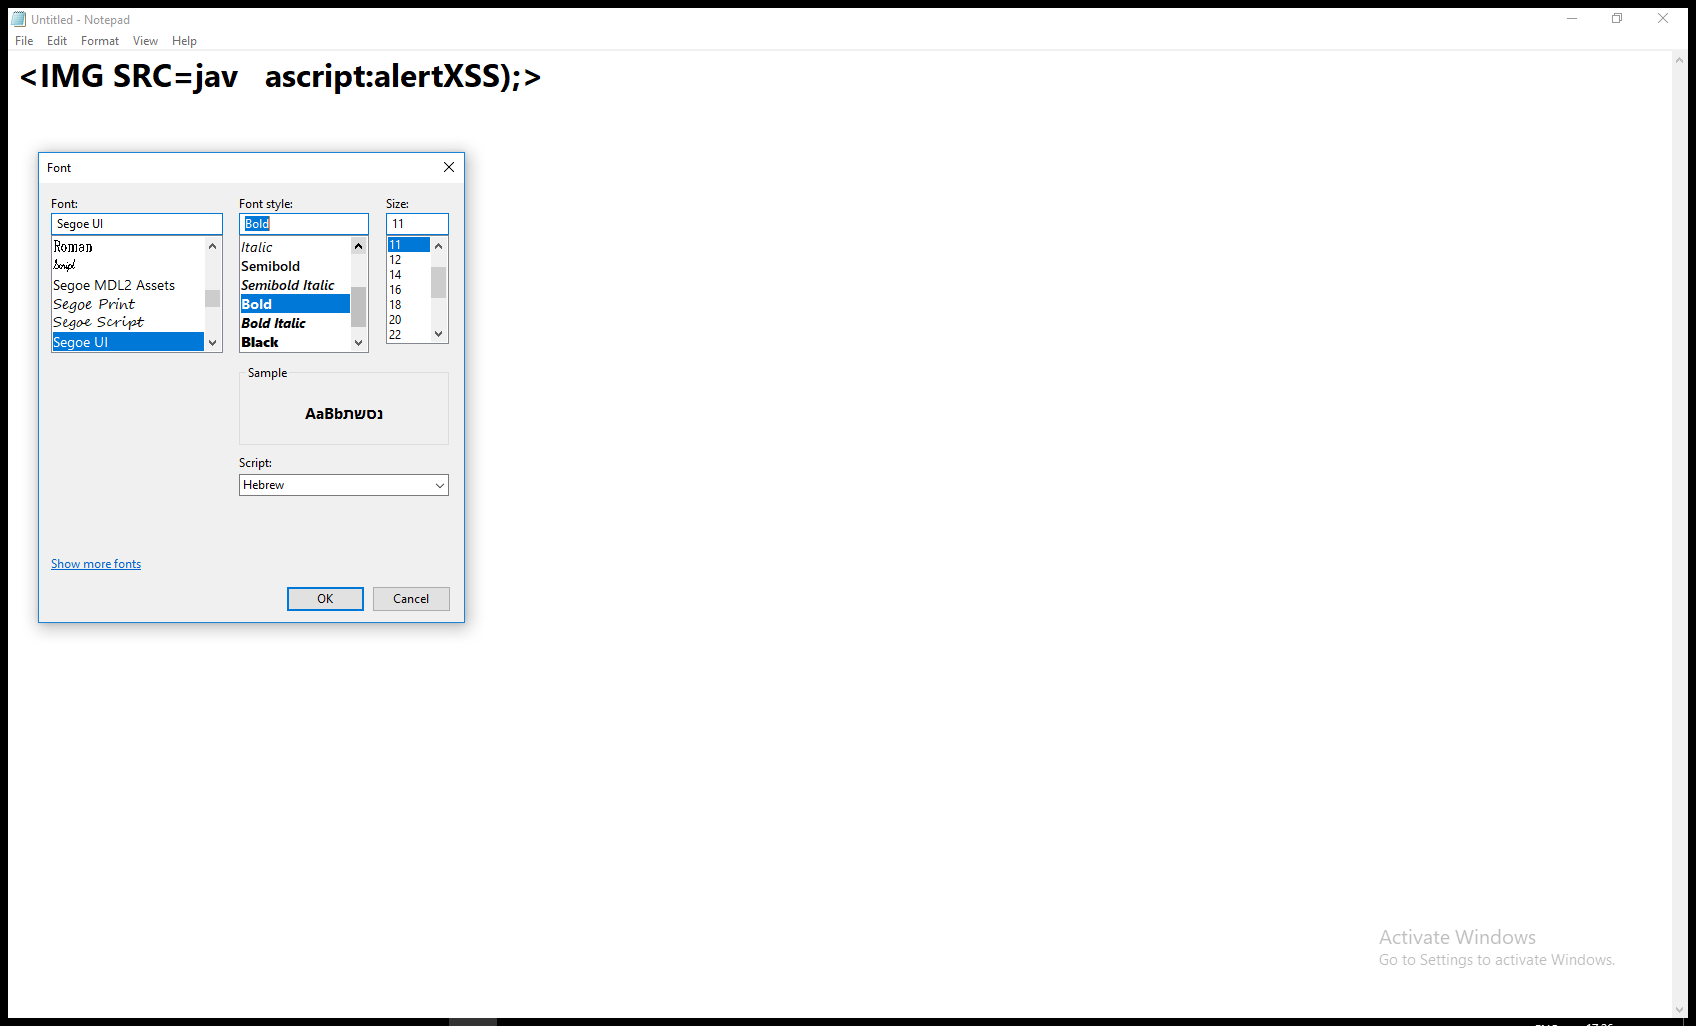 Untitled - Notepad
File Edit Format View Help
<IMG SRC=jav   ascript:alertXSS);>
Font
Font: Font style: Size:
Segoe UI Bold 11
Roman
Script
Segoe MDL2 Assets
Segoe Print
Segoe Script
Segoe UI
Italic
Semibold
Semibold Italic
Bold
Bold Italic
Black
11
12
14
16
18
20
22
Sample
AaBbנסשת
Script:
Hebrew
Show more fonts
OK Cancel
Activate Windows
Go to Settings to activate Windows.